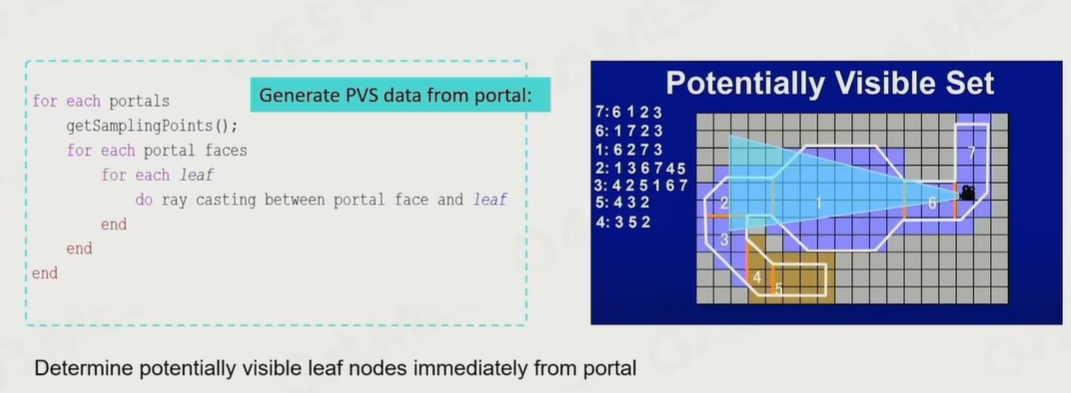 Generate PVS data from portal:
for each portals
getSamplingPoints();
for each portal faces
for each leaf
do ray casting between portal face and leaf
end
end
end
Potentially Visible Set
7:6 1 2 3
6:1 7 2 3
1:6 2 7 3
2:1 3 6 7 4 5
3:4 2 5 1 6 7
5:4 3 2
4:3 5 2
7
2
1
6
3
4
5
Determine potentially visible leaf nodes immediately from portal